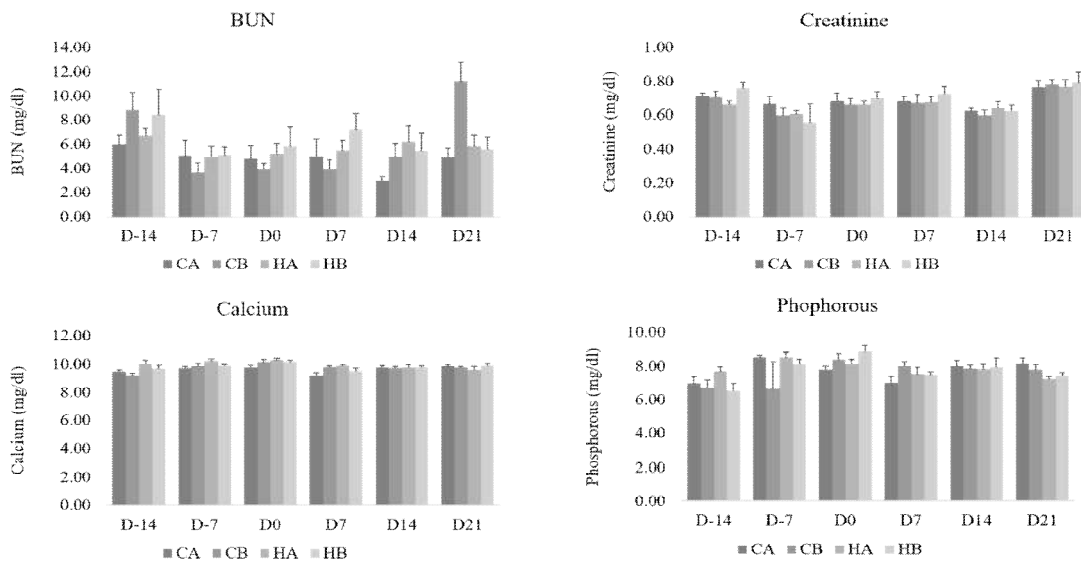 BUN
14.00
12.00
10.00
8.00
6.00
4.00
2.00
0.00
BUN (mg/dl)
D-14 D-7 D0 D7 D14 D21
CA CB HA HB
Creatinine
1.00
0.80
0.60
0.40
0.20
0.00
Creatinine (mg/dl)
D-14 D-7 D0 D7 D14 D21
CA CB HA HB
Calcium
12.00
10.00
8.00
6.00
4.00
2.00
0.00
Calcium (mg/dl)
D-14 D-7 D0 D7 D14 D21
CA CB HA HB
Phophorous
10.00
8.00
6.00
4.00
2.00
0.00
Phosphorous (mg/dl)
D-14 D-7 D0 D7 D14 D21
CA CB HA HB